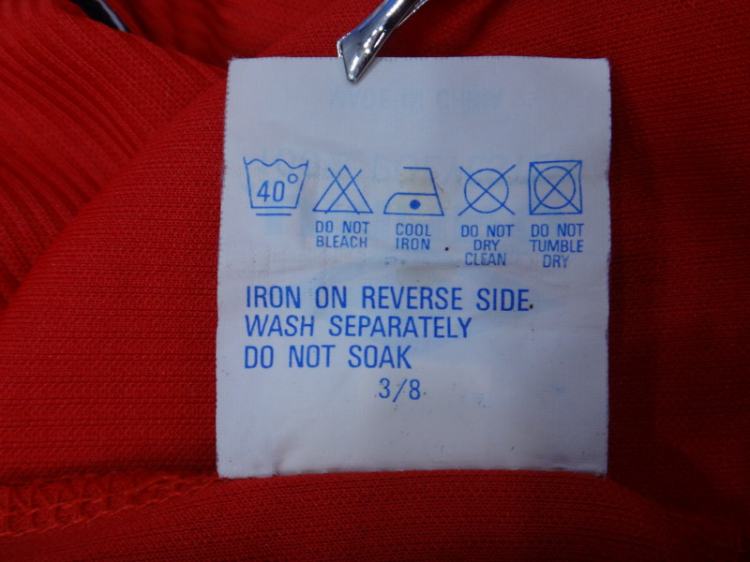 40°
DO NOT BLEACH
COOL IRON
DO NOT DRY CLEAN
DO NOT TUMBLE DRY
IRON ON REVERSE SIDE.
WASH SEPARATELY
DO NOT SOAK
3/8